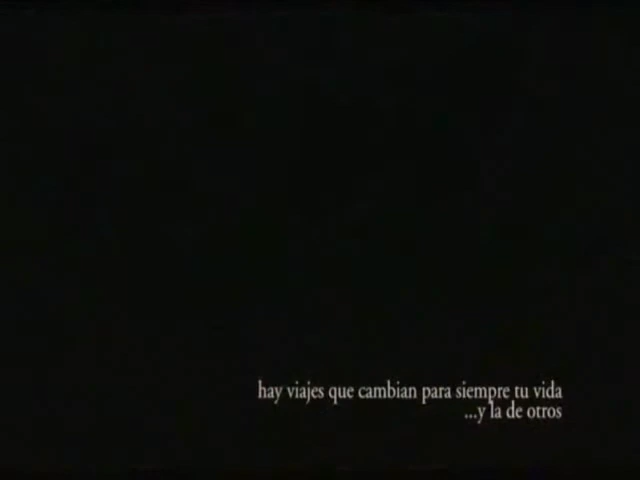 hay viajes que cambian para siempre tu vida
...y la de otros